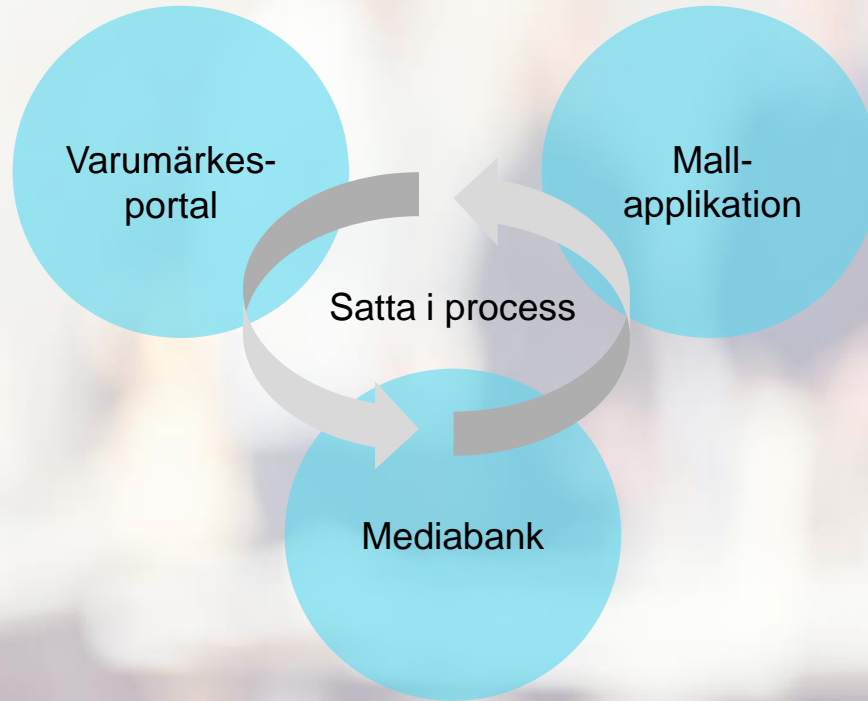 Varumärkes-
portal
Mall-
applikation
Satta i process
Mediabank